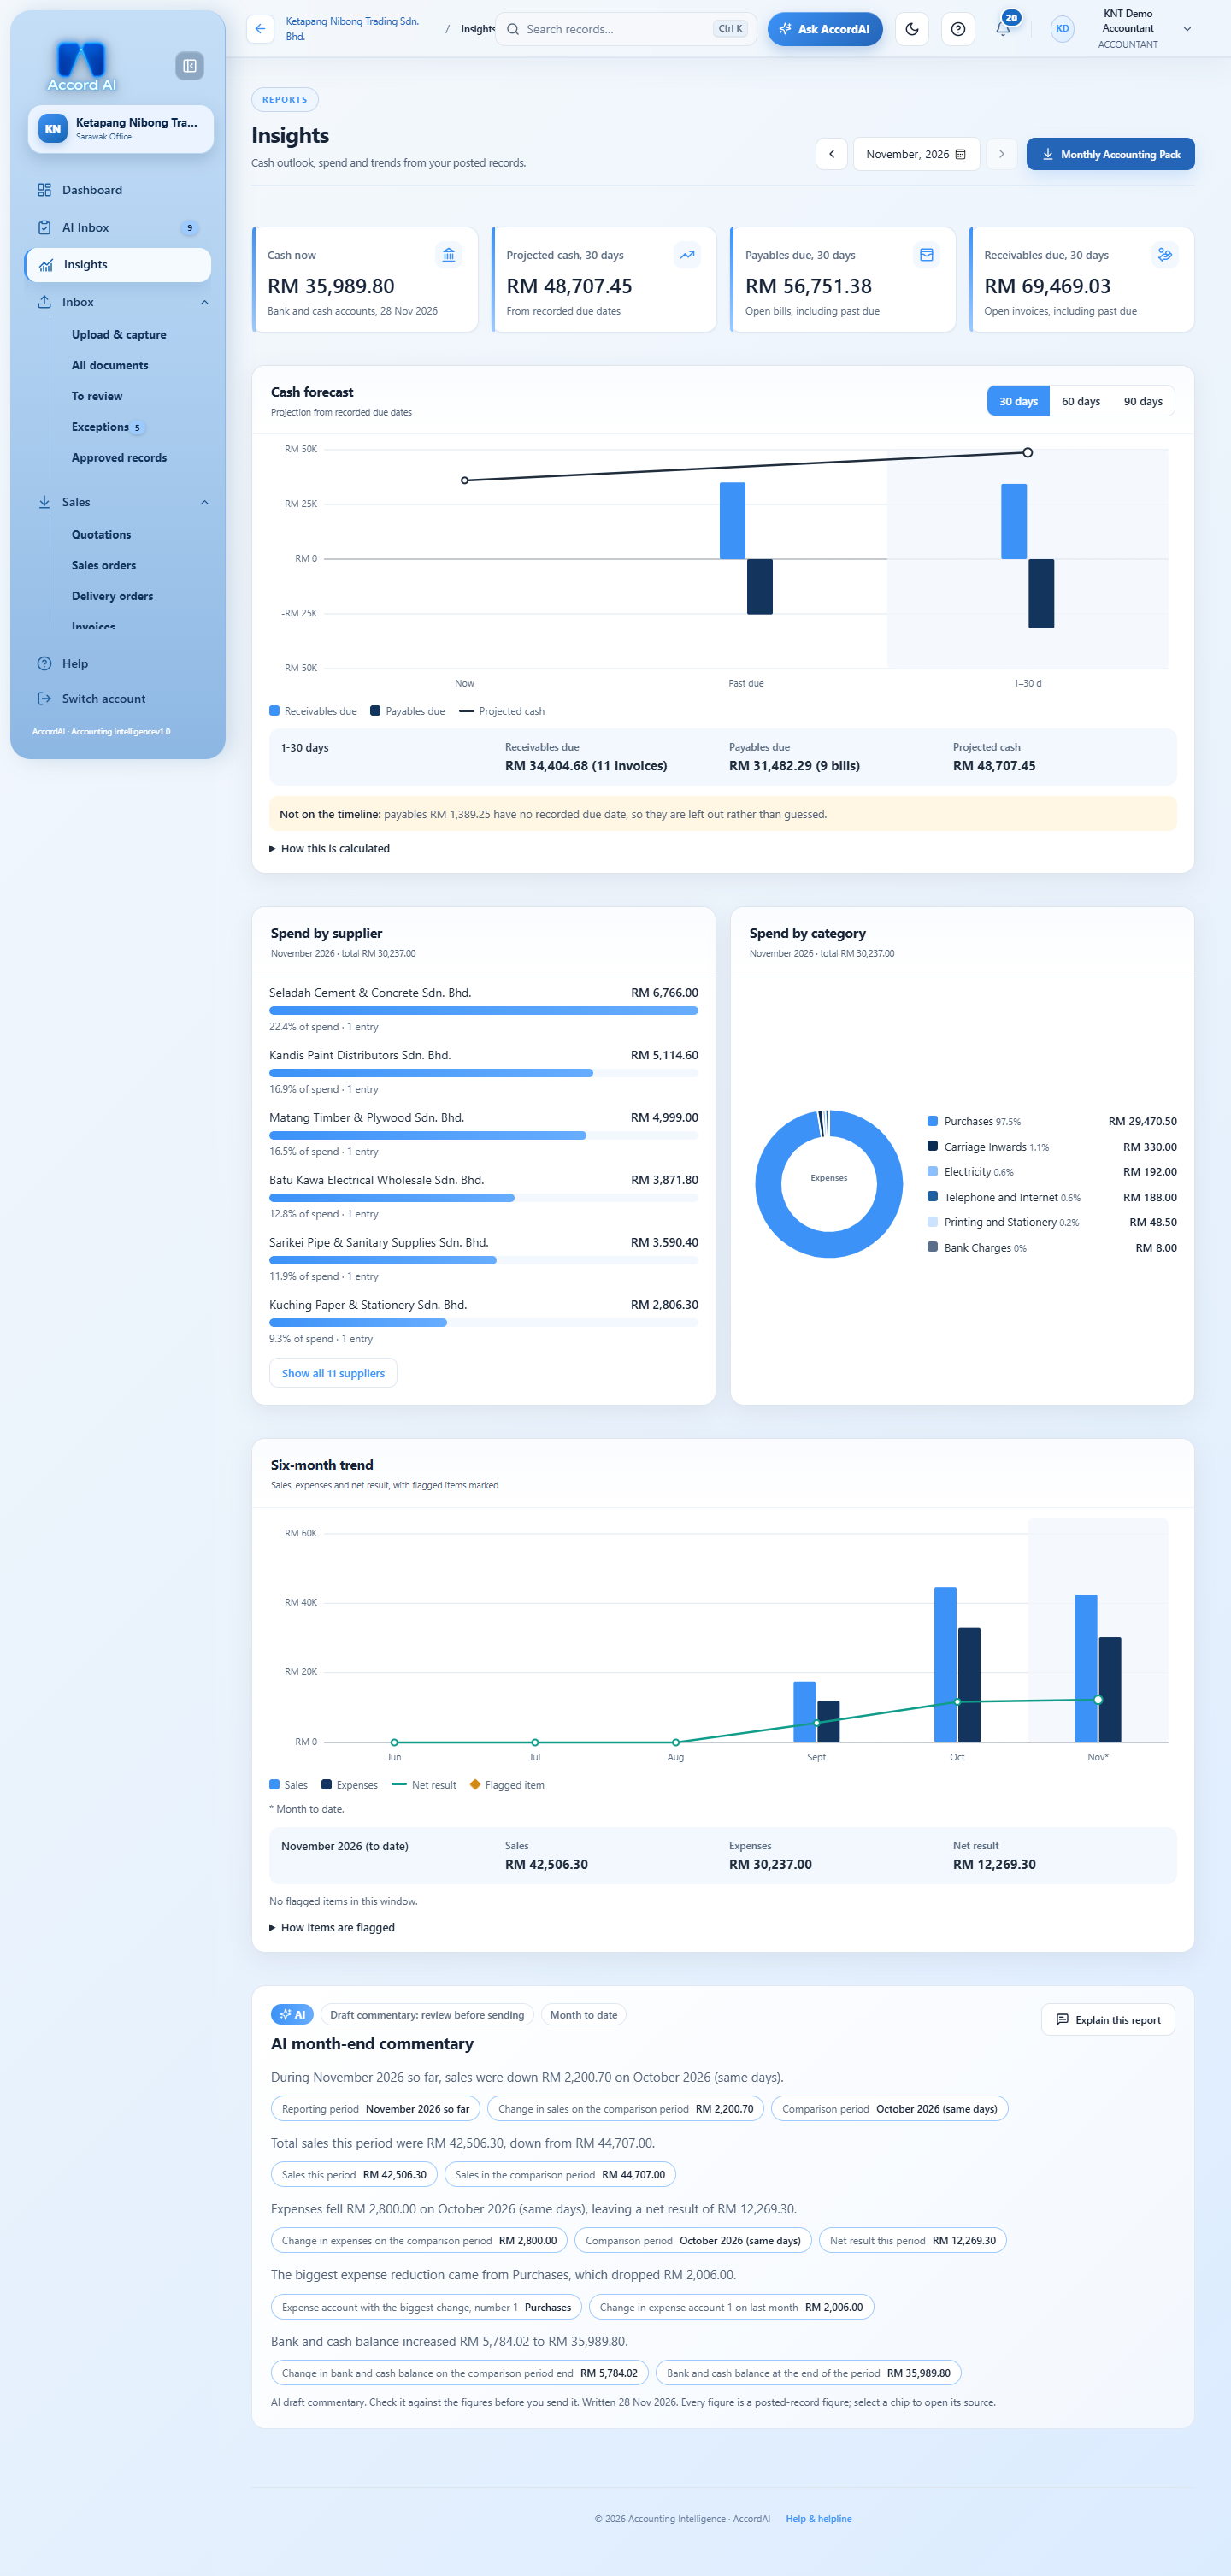 Accord AI
KN
Ketapang Nibong Tra...
Sarawak Office
Dashboard
AI Inbox
9
Insights
Inbox
Upload & capture
All documents
To review
Exceptions
5
Approved records
Sales
Quotations
Sales orders
Delivery orders
Invoices
Help
Switch account
AccordAI · Accounting Intelligencev1.0
Ketapang Nibong Trading Sdn. Bhd.
/
Insights
Search records...
Ctrl K
Ask AccordAI
20
KD
KNT Demo Accountant
ACCOUNTANT
REPORTS
Insights
Cash outlook, spend and trends from your posted records.
November, 2026
Monthly Accounting Pack
Cash now
RM 35,989.80
Bank and cash accounts, 28 Nov 2026
Projected cash, 30 days
RM 48,707.45
From recorded due dates
Payables due, 30 days
RM 56,751.38
Open bills, including past due
Receivables due, 30 days
RM 69,469.03
Open invoices, including past due
Cash forecast
Projection from recorded due dates
30 days
60 days
90 days
RM 50K
RM 25K
RM 0
-RM 25K
-RM 50K
Now
Past due
1–30 d
Receivables due
Payables due
Projected cash
1-30 days
Receivables due
RM 34,404.68 (11 invoices)
Payables due
RM 31,482.29 (9 bills)
Projected cash
RM 48,707.45
Not on the timeline: payables RM 1,389.25 have no recorded due date, so they are left out rather than guessed.
How this is calculated
Spend by supplier
November 2026 · total RM 30,237.00
Seladah Cement & Concrete Sdn. Bhd.
RM 6,766.00
22.4% of spend · 1 entry
Kandis Paint Distributors Sdn. Bhd.
RM 5,114.60
16.9% of spend · 1 entry
Matang Timber & Plywood Sdn. Bhd.
RM 4,999.00
16.5% of spend · 1 entry
Batu Kawa Electrical Wholesale Sdn. Bhd.
RM 3,871.80
12.8% of spend · 1 entry
Sarikei Pipe & Sanitary Supplies Sdn. Bhd.
RM 3,590.40
11.9% of spend · 1 entry
Kuching Paper & Stationery Sdn. Bhd.
RM 2,806.30
9.3% of spend · 1 entry
Show all 11 suppliers
Spend by category
November 2026 · total RM 30,237.00
Expenses
Purchases 97.5%
RM 29,470.50
Carriage Inwards 1.1%
RM 330.00
Electricity 0.6%
RM 192.00
Telephone and Internet 0.6%
RM 188.00
Printing and Stationery 0.2%
RM 48.50
Bank Charges 0%
RM 8.00
Six-month trend
Sales, expenses and net result, with flagged items marked
RM 60K
RM 40K
RM 20K
RM 0
Jun
Jul
Aug
Sept
Oct
Nov*
Sales
Expenses
Net result
Flagged item
* Month to date.
November 2026 (to date)
Sales
RM 42,506.30
Expenses
RM 30,237.00
Net result
RM 12,269.30
No flagged items in this window.
How items are flagged
AI
Draft commentary: review before sending
Month to date
Explain this report
AI month-end commentary
During November 2026 so far, sales were down RM 2,200.70 on October 2026 (same days).
Reporting period November 2026 so far
Change in sales on the comparison period RM 2,200.70
Comparison period October 2026 (same days)
Total sales this period were RM 42,506.30, down from RM 44,707.00.
Sales this period RM 42,506.30
Sales in the comparison period RM 44,707.00
Expenses fell RM 2,800.00 on October 2026 (same days), leaving a net result of RM 12,269.30.
Change in expenses on the comparison period RM 2,800.00
Comparison period October 2026 (same days)
Net result this period RM 12,269.30
The biggest expense reduction came from Purchases, which dropped RM 2,006.00.
Expense account with the biggest change, number 1 Purchases
Change in expense account 1 on last month RM 2,006.00
Bank and cash balance increased RM 5,784.02 to RM 35,989.80.
Change in bank and cash balance on the comparison period end RM 5,784.02
Bank and cash balance at the end of the period RM 35,989.80
AI draft commentary. Check it against the figures before you send it. Written 28 Nov 2026. Every figure is a posted-record figure; select a chip to open its source.
© 2026 Accounting Intelligence · AccordAI
Help & helpline